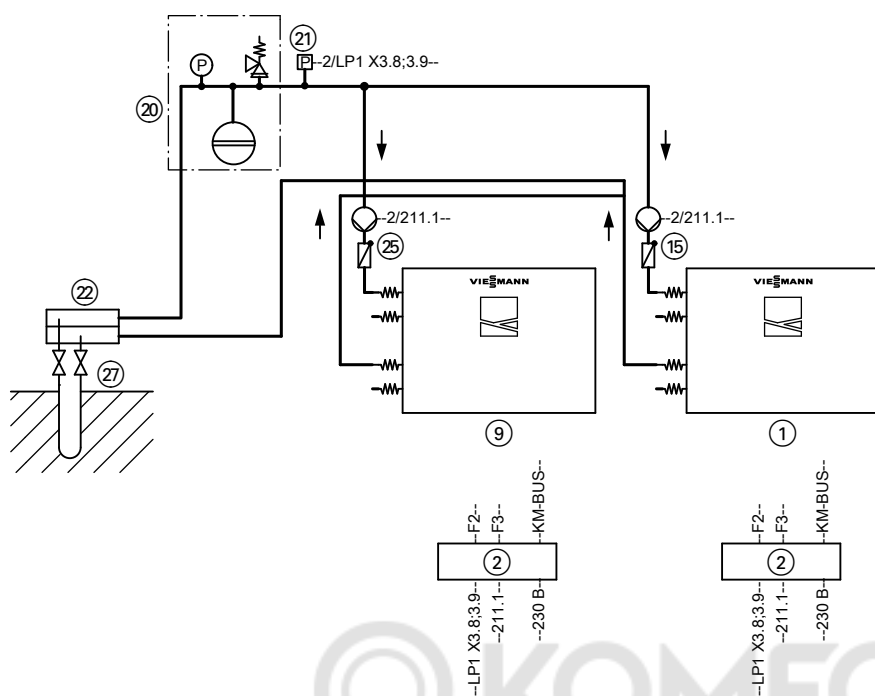 21
P
P--2/LP1 X3.8;3.9--
20
--2/211.1--
--2/211.1--
25
15
VIESMANN
VIESMANN
22
27
9
1
--F2--
--F3--
--KM-BUS--
--F2--
--F3--
--KM-BUS--
2
2
--LP1 X3.8;3.9--
--211.1--
--230 B--
--LP1 X3.8;3.9--
--211.1--
--230 B--
KOMFO